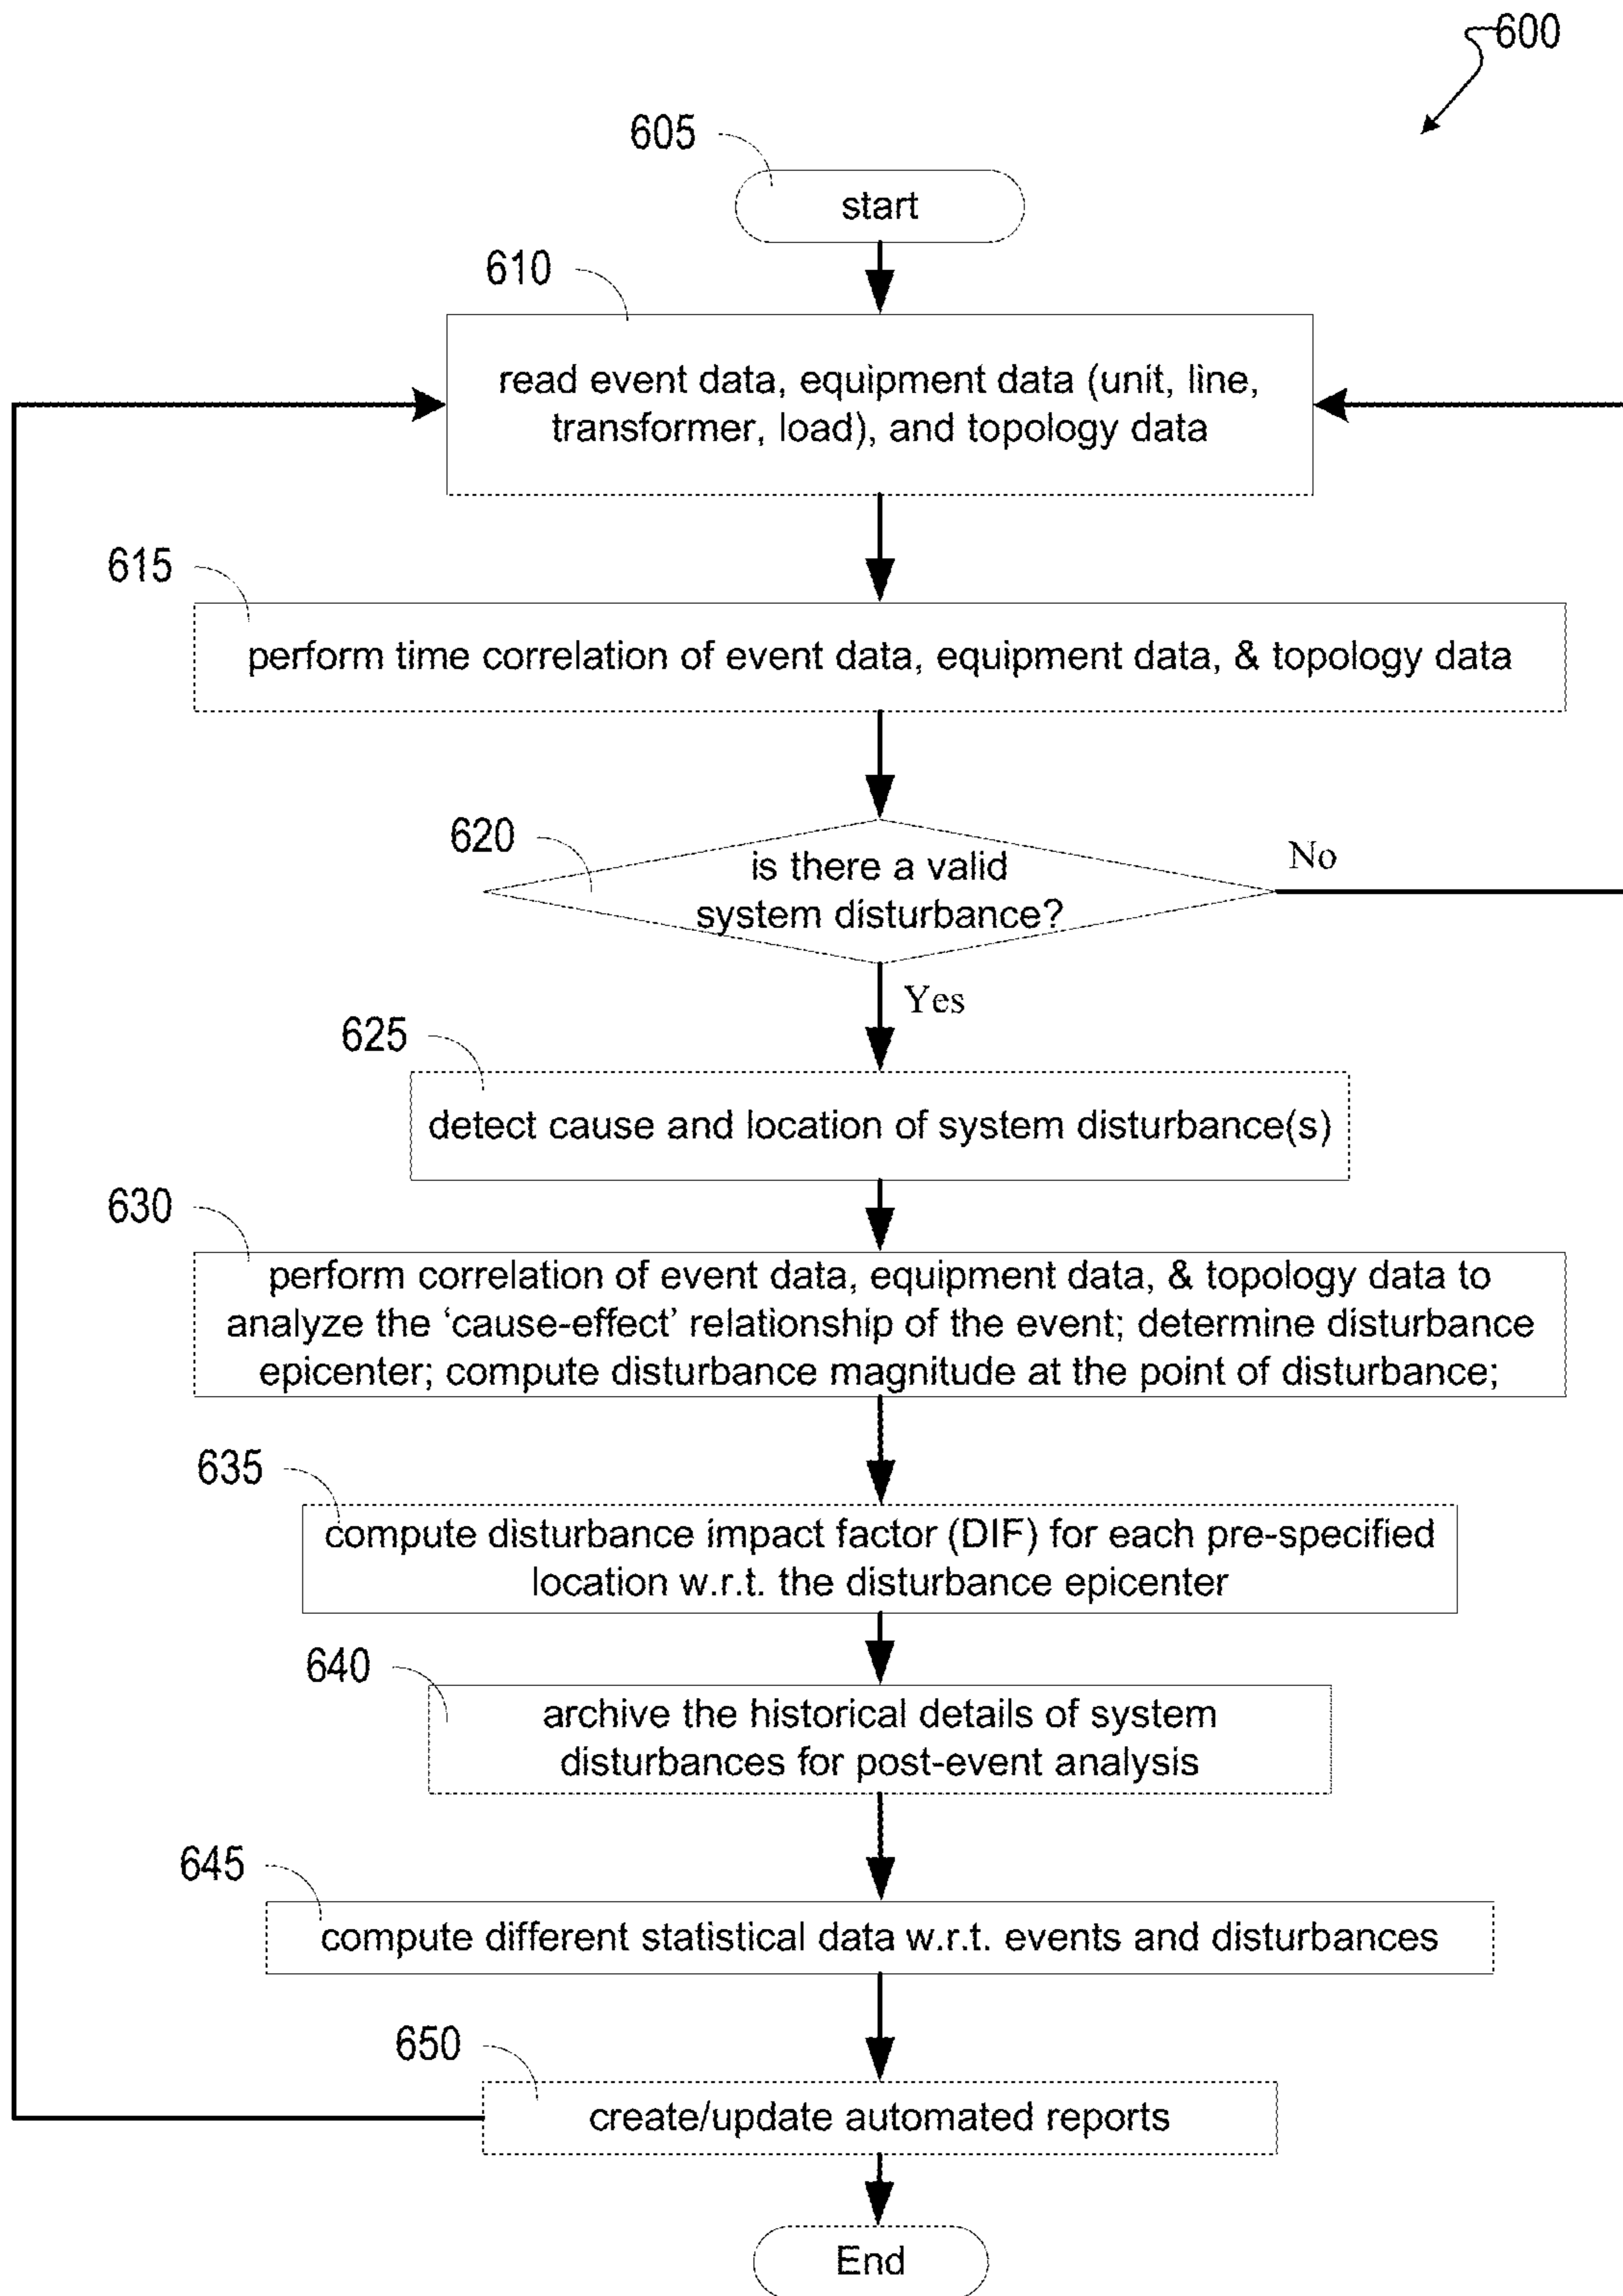 600
605
start
610
read event data, equipment data (unit, line,
transformer, load), and topology data
615
perform time correlation of event data, equipment data, & topology data
620
is there a valid
system disturbance?
No
Yes
625
detect cause and location of system disturbance(s)
630
perform correlation of event data, equipment data, & topology data to
analyze the ‘cause-effect’ relationship of the event; determine disturbance
epicenter; compute disturbance magnitude at the point of disturbance;
635
compute disturbance impact factor (DIF) for each pre-specified
location w.r.t. the disturbance epicenter
640
archive the historical details of system
disturbances for post-event analysis
645
compute different statistical data w.r.t. events and disturbances
650
create/update automated reports
End